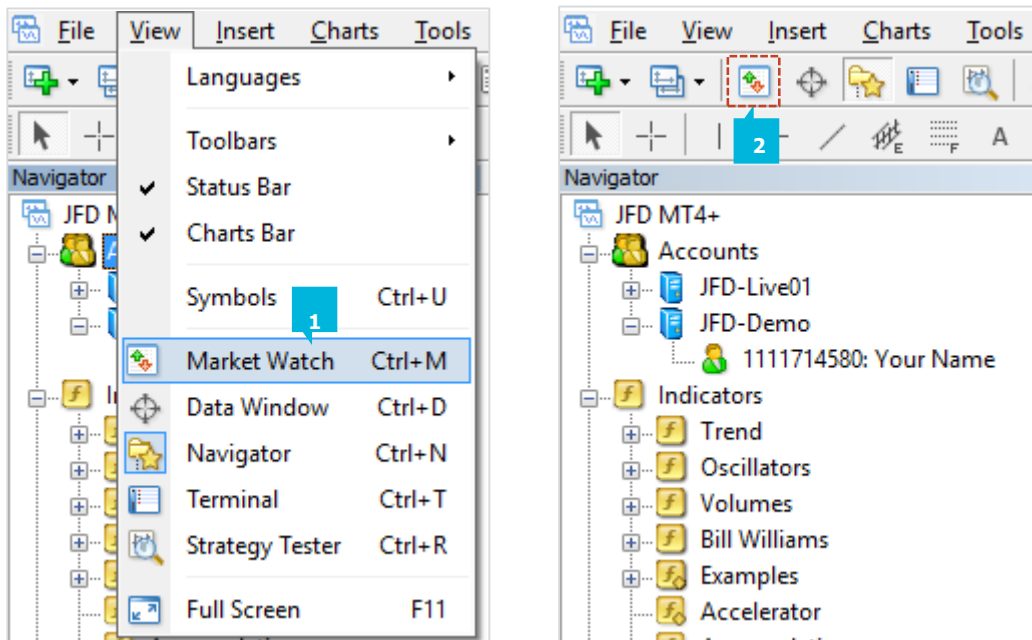 File View Insert Charts Tools
Languages
Toolbars
Navigator
Status Bar
JFD M
Charts Bar
Symbols Ctrl+U
1
Market Watch Ctrl+M
Data Window Ctrl+D
Navigator Ctrl+N
Terminal Ctrl+T
Strategy Tester Ctrl+R
Full Screen F11
File View Insert Charts Tools
2
E
F
A
Navigator
JFD MT4+
Accounts
JFD-Live01
JFD-Demo
1111714580: Your Name
Indicators
Trend
Oscillators
Volumes
Bill Williams
Examples
Accelerator